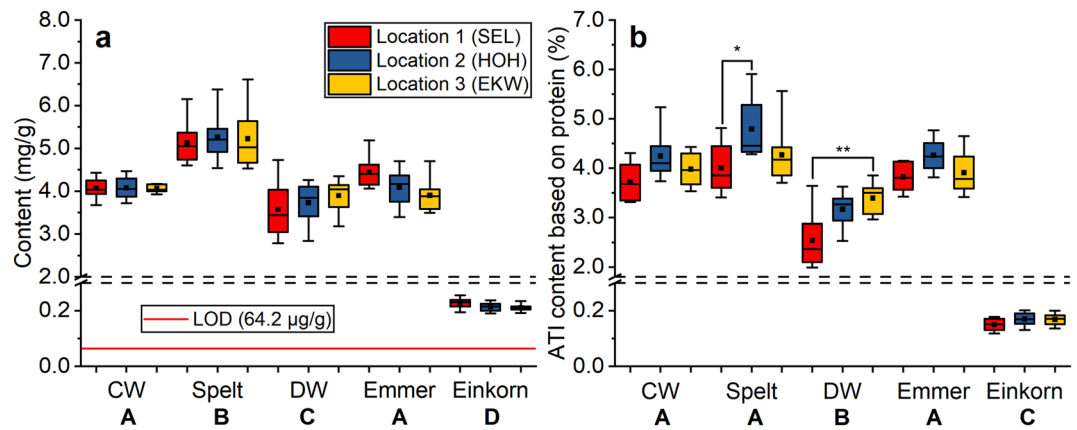 a
Content (mg/g)
8.0
7.0
6.0
5.0
4.0
3.0
2.0
0.2
0.0
Location 1 (SEL)
Location 2 (HOH)
Location 3 (EKW)
LOD (64.2 µg/g)
CW Spelt DW Emmer Einkorn
A B C A D
b
ATI content based on protein (%)
7.0
6.0
5.0
4.0
3.0
2.0
0.2
0.0
*
**
CW Spelt DW Emmer Einkorn
A A B A C